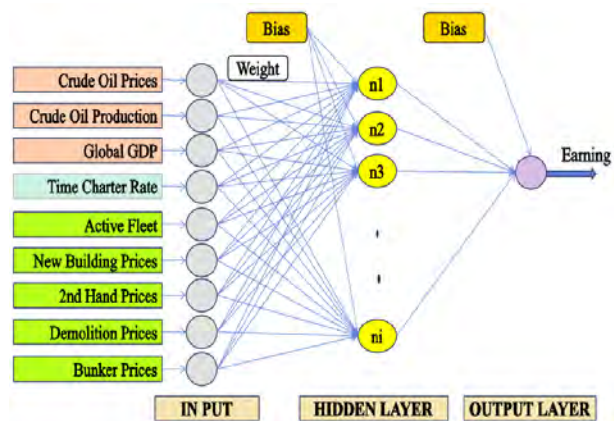 Bias
Bias
Weight
Crude Oil Prices
Crude Oil Production
Global GDP
Time Charter Rate
Active Fleet
New Building Prices
2nd Hand Prices
Demolition Prices
Bunker Prices
n1
n2
n3
ni
Earning
IN PUT
HIDDEN LAYER
OUTPUT LAYER